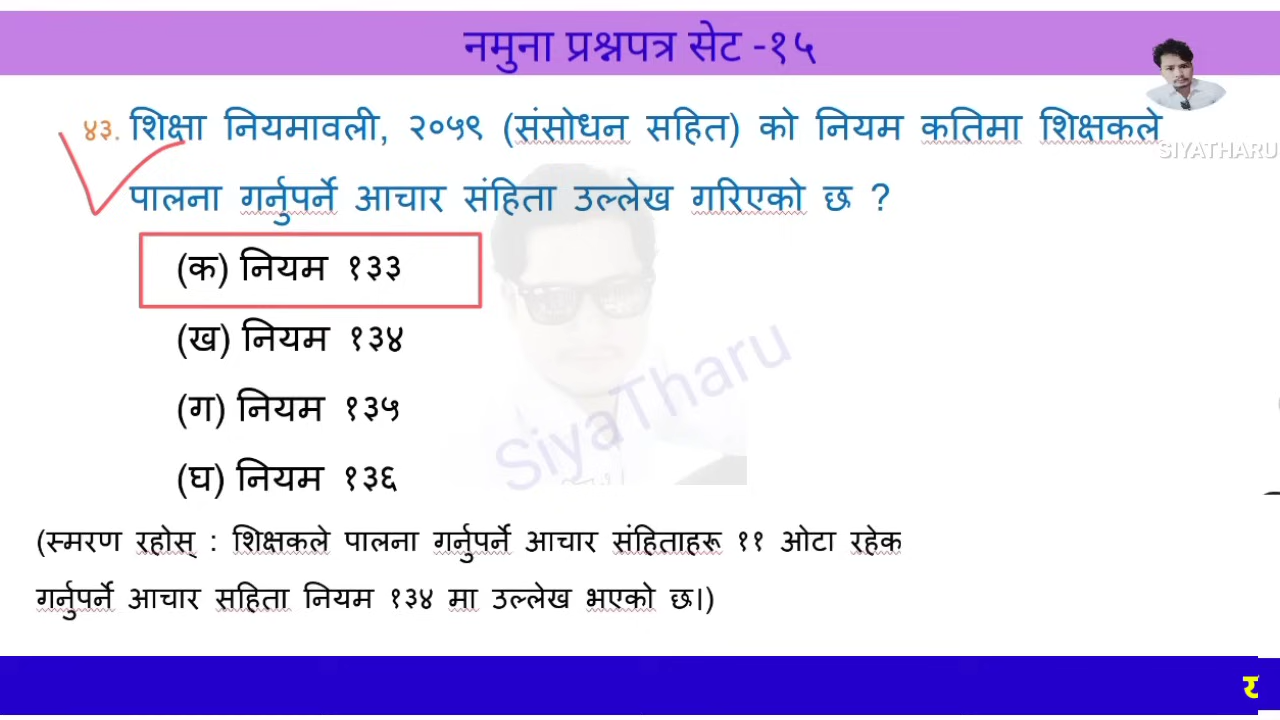 नमुना प्रश्नपत्र सेट -१५
SIYATHARU
४३. शिक्षा नियमावली, २०५९ (संसोधन सहित) को नियम कतिमा शिक्षकले
पालना गर्नुपर्ने आचार संहिता उल्लेख गरिएको छ ?
(क) नियम १३३
(ख) नियम १३४
(ग) नियम १३५
(घ) नियम १३६
SiyaTharu
(स्मरण रहोस् : शिक्षकले पालना गर्नुपर्ने आचार संहिताहरू ११ ओटा रहेक
गर्नुपर्ने आचार सहिता नियम १३४ मा उल्लेख भएको छ।)